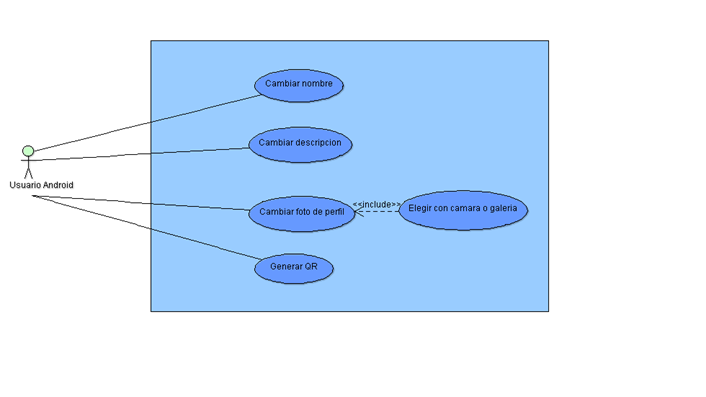 Cambiar nombre
Cambiar descripcion
Usuario Android
Cambiar foto de perfil
<<include>>
Elegir con camara o galeria
Generar QR